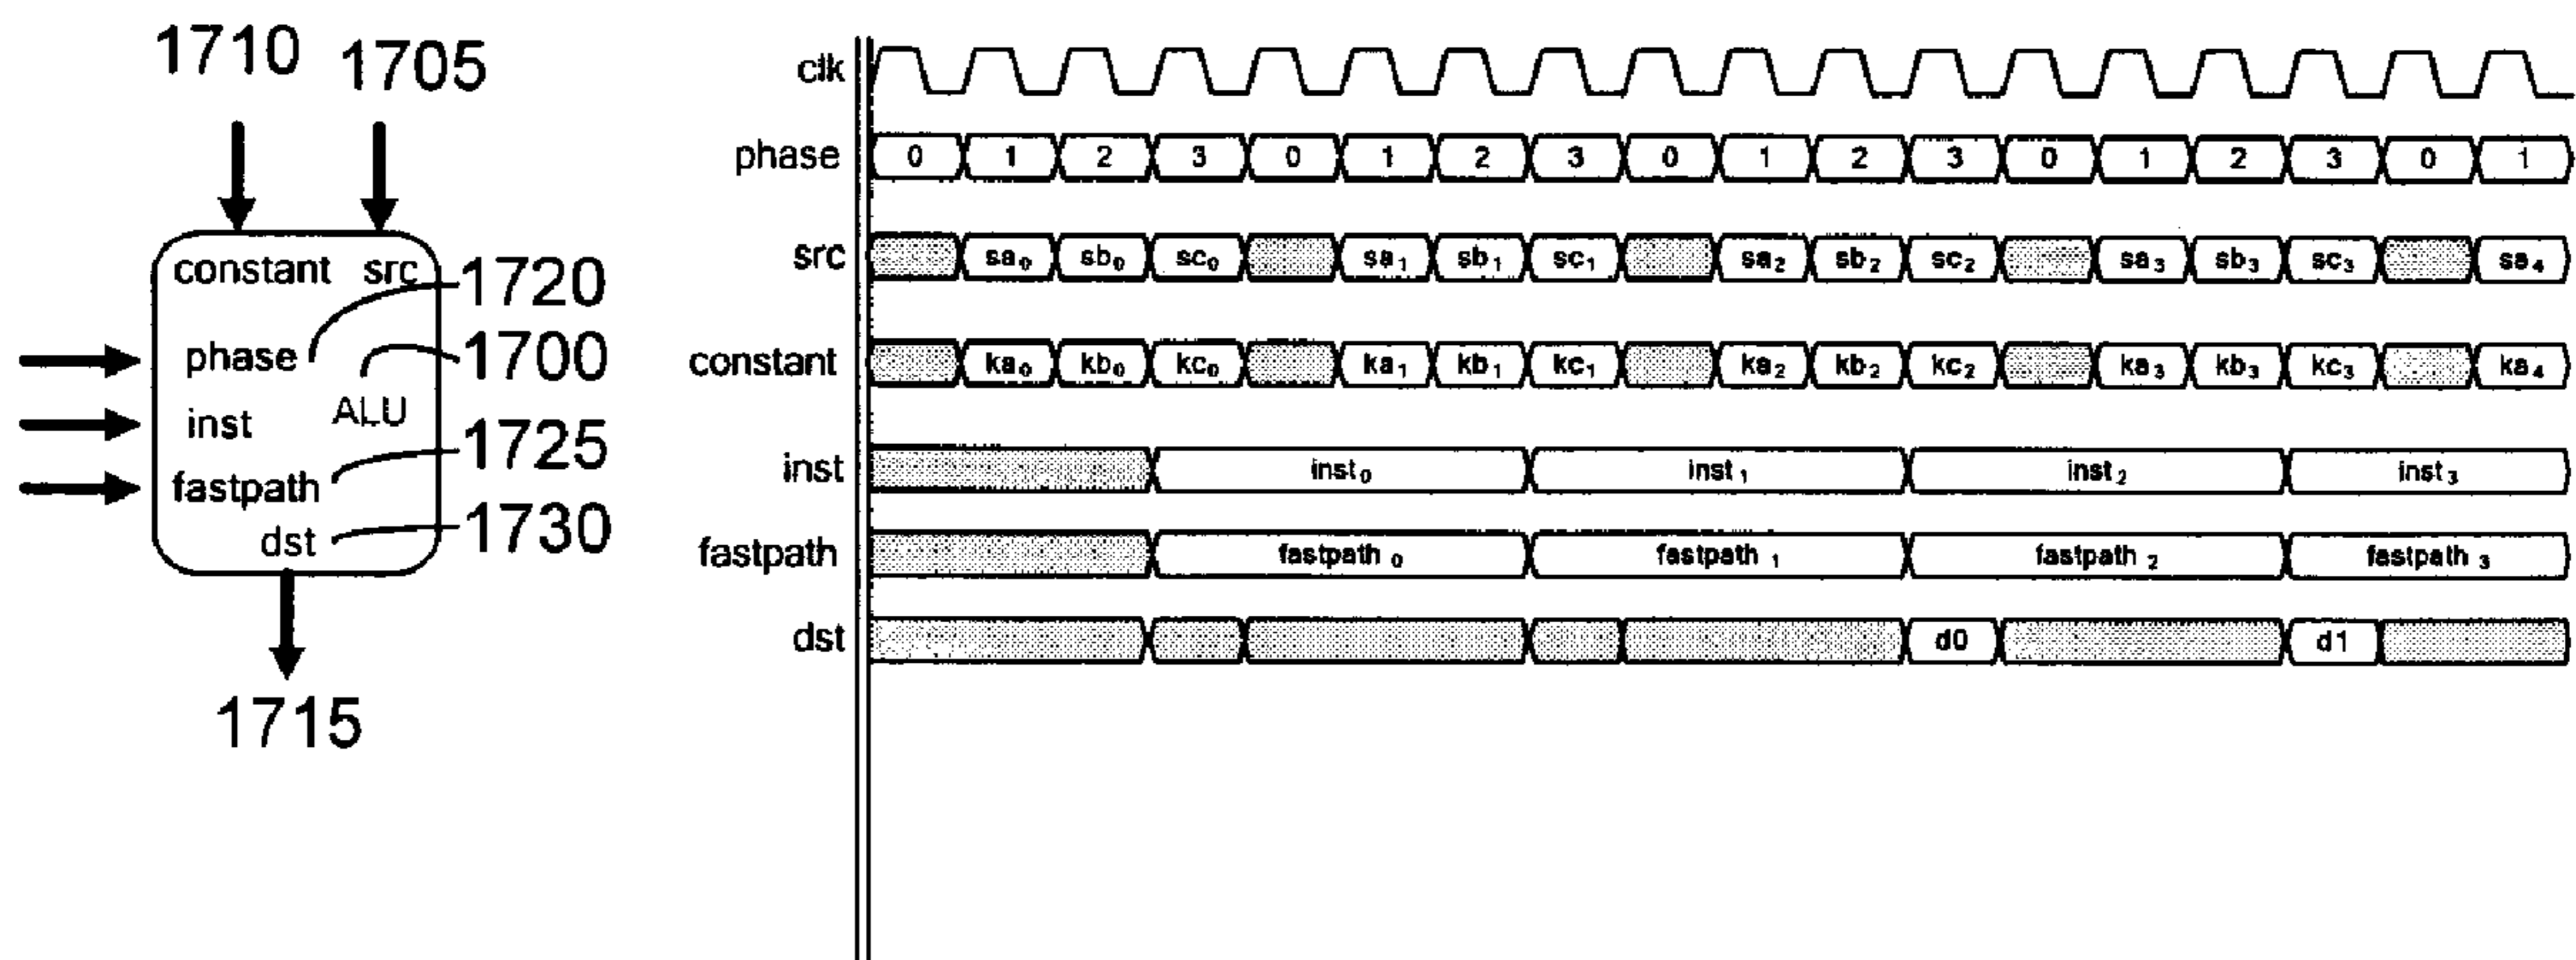 1710 1705
constant src
1720
phase
1700
inst ALU
1725
fastpath
1730
dst
1715
clk
phase 0 1 2 3 0 1 2 3 0 1 2 3 0 1 2 3 0 1
src sa₀ sb₀ sc₀ sa₁ sb₁ sc₁ sa₂ sb₂ sc₂ sa₃ sb₃ sc₃ sa₄
constant ka₀ kb₀ kc₀ ka₁ kb₁ kc₁ ka₂ kb₂ kc₂ ka₃ kb₃ kc₃ ka₄
inst inst₀ inst₁ inst₂ inst₃
fastpath fastpath₀ fastpath₁ fastpath₂ fastpath₃
dst d0 d1